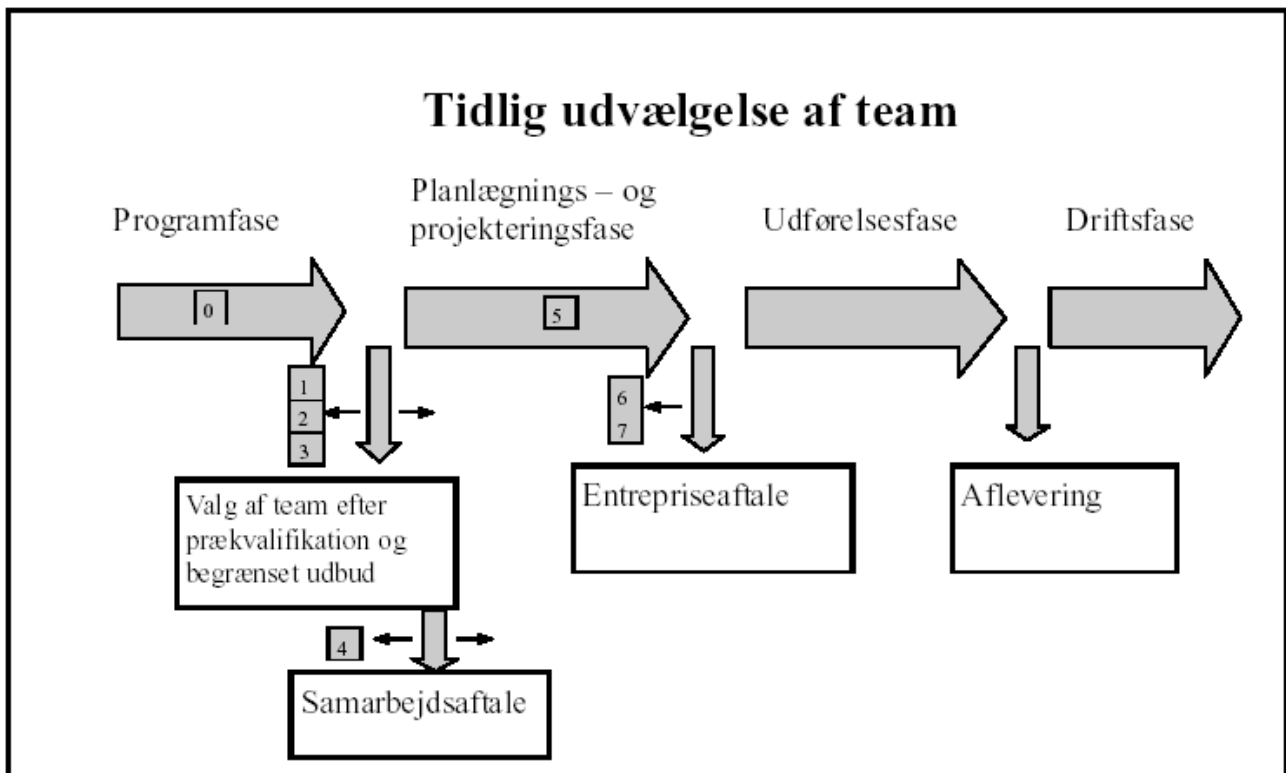 Tidlig udvælgelse af team
Programfase
Planlægnings – og
projekteringsfase
Udførelsesfase
Driftsfase
0
5
1
2
3
6
7
Valg af team efter
prækvalifikation og
begrænset udbud
Entrepriseaftale
Aflevering
4
Samarbejdsaftale